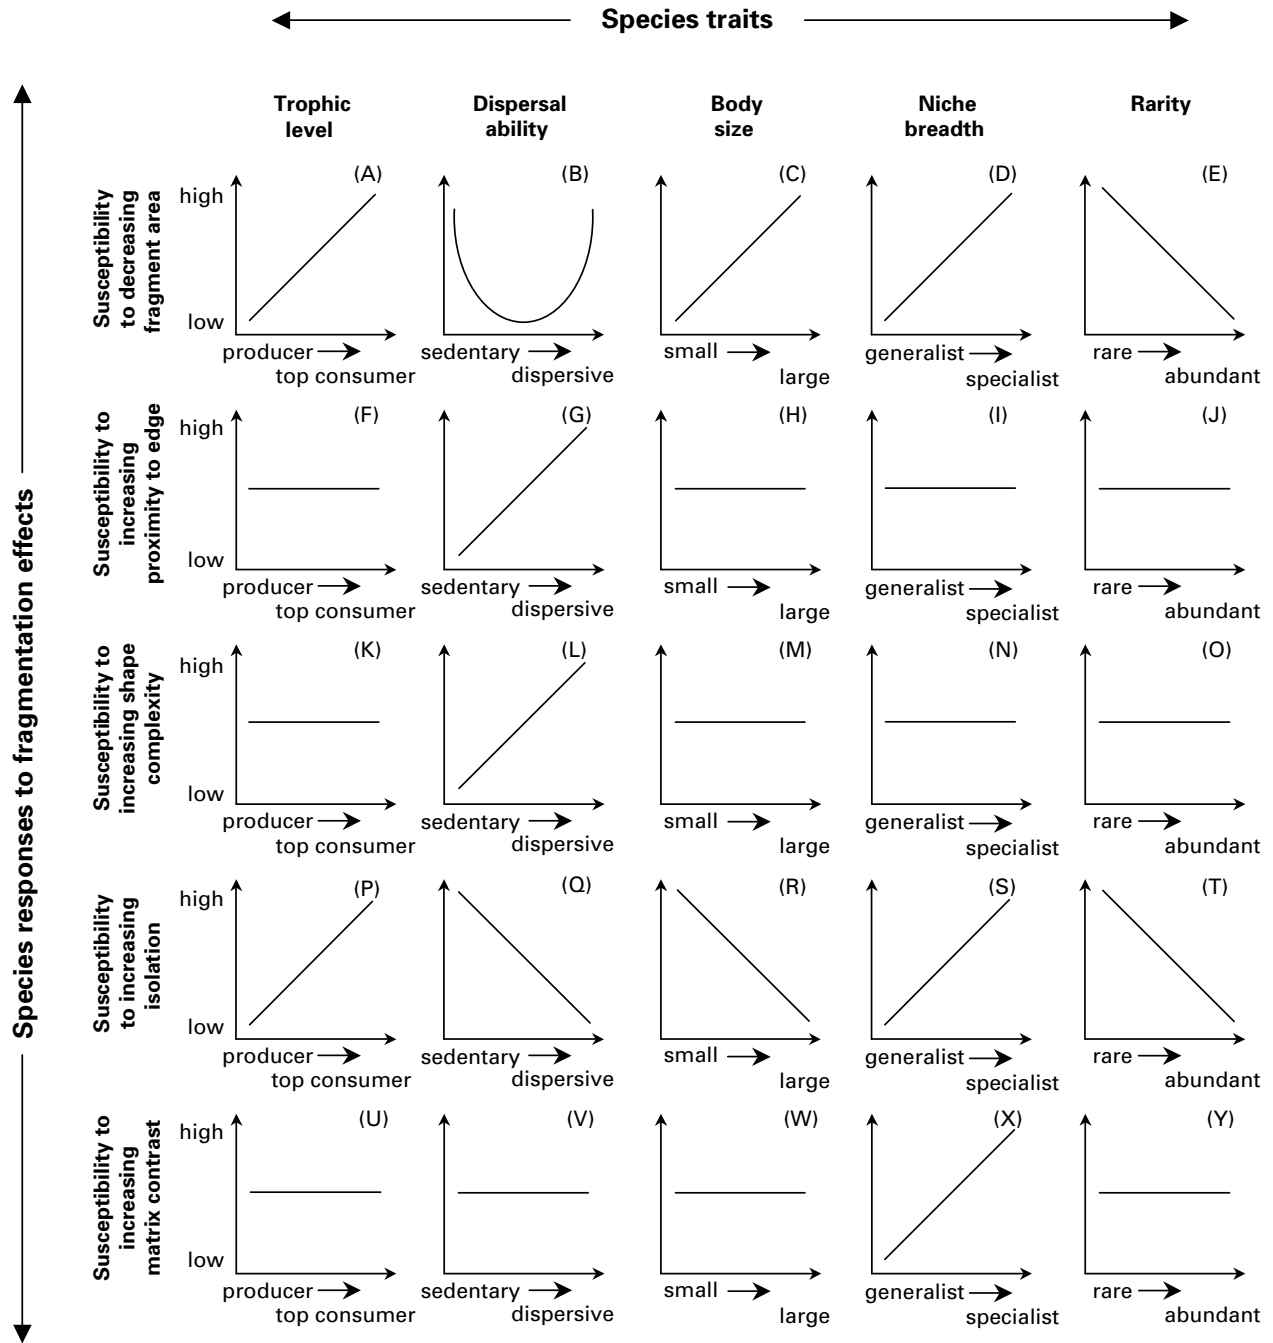 Species traits
Species responses to fragmentation effects
Trophic
level
Dispersal
ability
Body
size
Niche
breadth
Rarity
Susceptibility
to decreasing
fragment area
high
low
(A)
producer
top consumer
(B)
sedentary
dispersive
(C)
small
large
(D)
generalist
specialist
(E)
rare
abundant
Susceptibility to
increasing
proximity to edge
high
low
(F)
producer
top consumer
(G)
sedentary
dispersive
(H)
small
large
(I)
generalist
specialist
(J)
rare
abundant
Susceptibility to
increasing shape
complexity
high
low
(K)
producer
top consumer
(L)
sedentary
dispersive
(M)
small
large
(N)
generalist
specialist
(O)
rare
abundant
Susceptibility
to increasing
isolation
high
low
(P)
producer
top consumer
(Q)
sedentary
dispersive
(R)
small
large
(S)
generalist
specialist
(T)
rare
abundant
Susceptibility to
increasing
matrix contrast
high
low
(U)
producer
top consumer
(V)
sedentary
dispersive
(W)
small
large
(X)
generalist
specialist
(Y)
rare
abundant